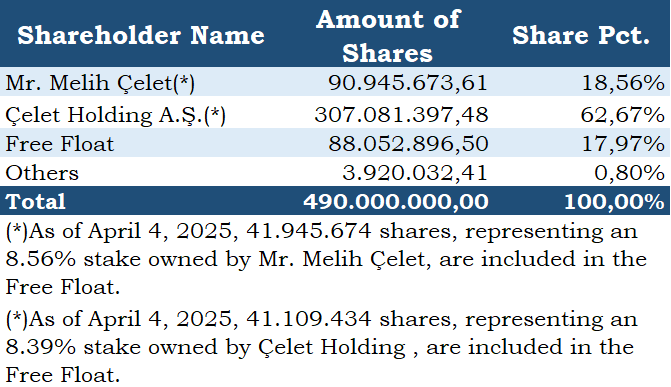 Shareholder Name Amount of Shares Share Pct.
Mr. Melih Çelet(*) 90.945.673,61 18,56%
Çelet Holding A.Ş.(*) 307.081.397,48 62,67%
Free Float 88.052.896,50 17,97%
Others 3.920.032,41 0,80%
Total 490.000.000,00 100,00%
(*)As of April 4, 2025, 41.945.674 shares, representing an
8.56% stake owned by Mr. Melih Çelet, are included in the
Free Float.
(*)As of April 4, 2025, 41.109.434 shares, representing an
8.39% stake owned by Çelet Holding , are included in the
Free Float.